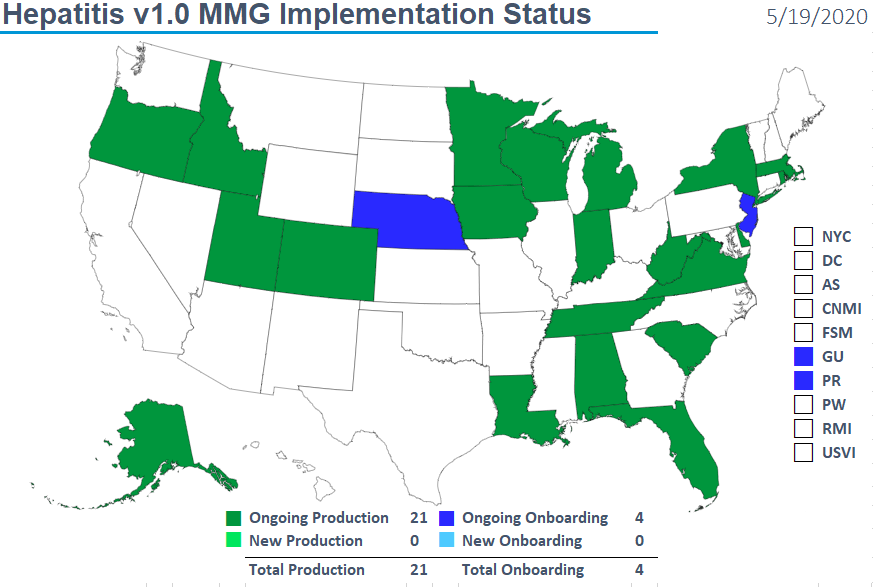 Hepatitis v1.0 MMG Implementation Status 5/19/2020
NYC
DC
AS
CNMI
FSM
GU
PR
PW
RMI
USVI
Ongoing Production 21 Ongoing Onboarding 4
New Production 0 New Onboarding 0
Total Production 21 Total Onboarding 4